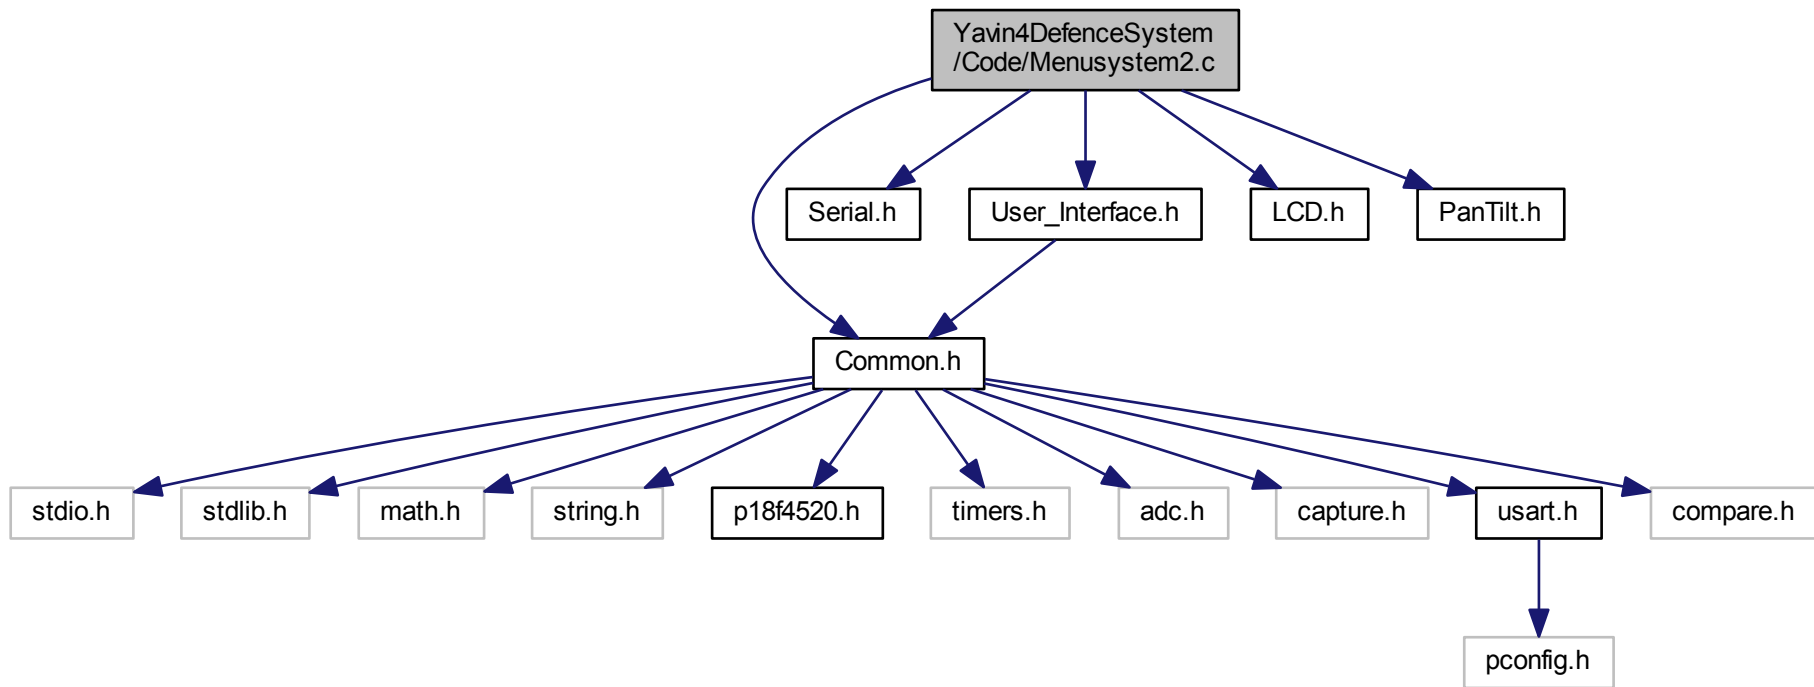 Yavin4DefenceSystem
/Code/Menusystem2.c
Serial.h
User_Interface.h
LCD.h
PanTilt.h
Common.h
stdio.h
stdlib.h
math.h
string.h
p18f4520.h
timers.h
adc.h
capture.h
usart.h
compare.h
pconfig.h